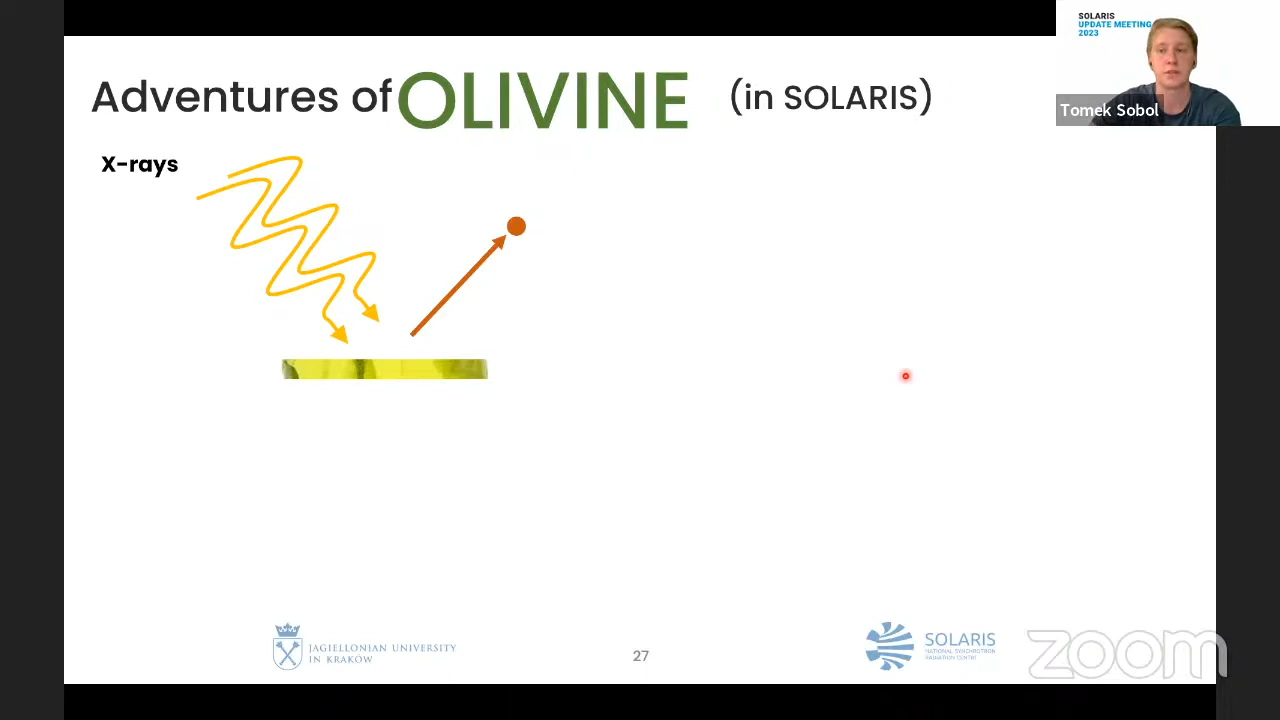 SOLARIS
UPDATE MEETING
2023
Tomek Sobol
Adventures of OLIVINE (in SOLARIS)
X-rays
JAGIELLONIAN UNIVERSITY
IN KRAKÓW
27
SOLARIS
NATIONAL SYNCHROTRON
RADIATION CENTRE
zoom